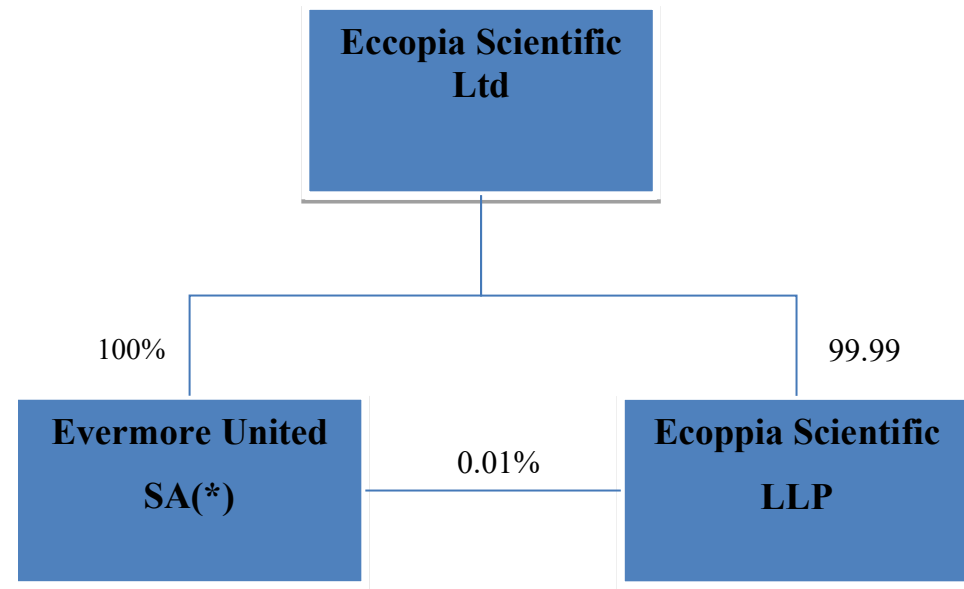 Eccopia Scientific
Ltd
100%
99.99
Evermore United
SA(*)
0.01%
Ecoppia Scientific
LLP